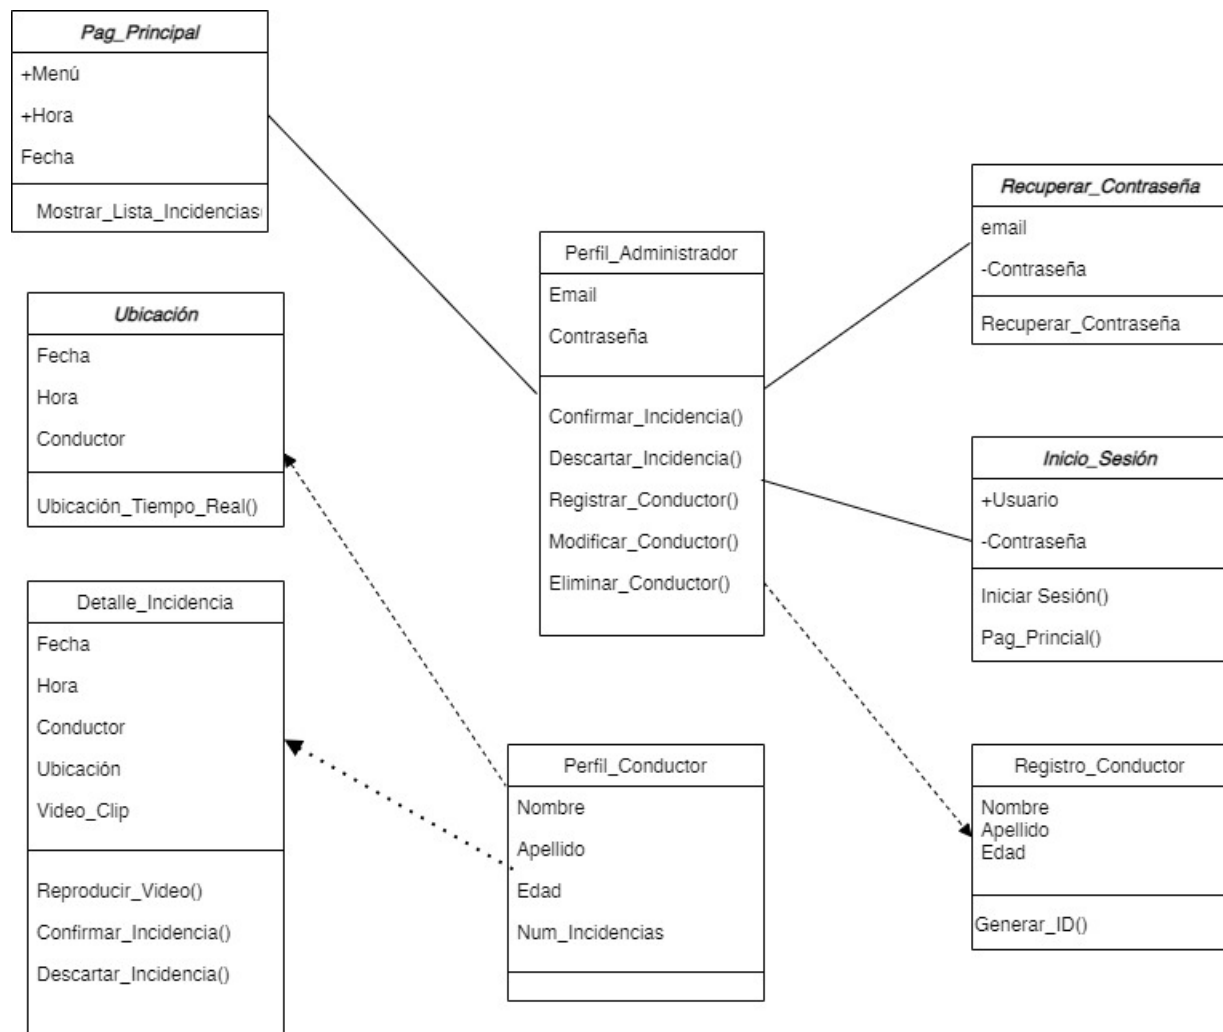 Pag_Principal
+Menú
+Hora
Fecha
Mostrar_Lista_Incidencias
Ubicación
Fecha
Hora
Conductor
Ubicación_Tiempo_Real()
Detalle_Incidencia
Fecha
Hora
Conductor
Ubicación
Video_Clip
Reproducir_Video()
Confirmar_Incidencia()
Descartar_Incidencia()
Perfil_Administrador
Email
Contraseña
Confirmar_Incidencia()
Descartar_Incidencia()
Registrar_Conductor()
Modificar_Conductor()
Eliminar_Conductor()
Perfil_Conductor
Nombre
Apellido
Edad
Num_Incidencias
Recuperar_Contraseña
email
-Contraseña
Recuperar_Contraseña
Inicio_Sesión
+Usuario
-Contraseña
Iniciar Sesión()
Pag_Princial()
Registro_Conductor
Nombre
Apellido
Edad
Generar_ID()